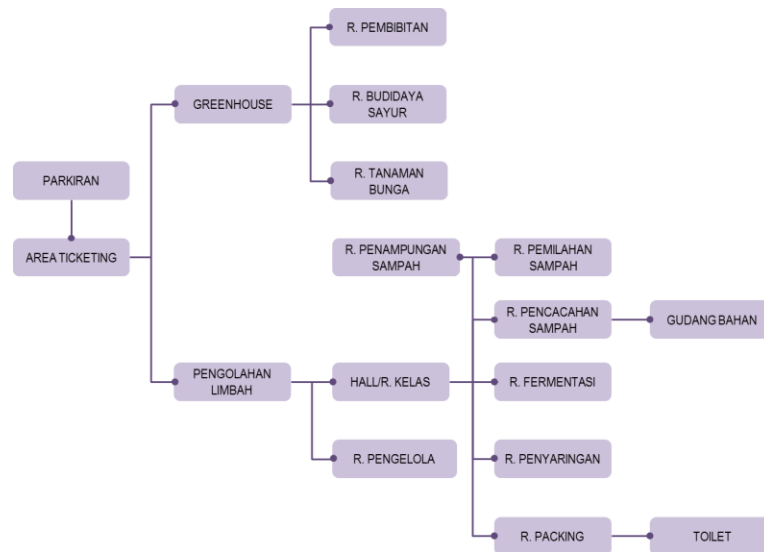 R. PEMBIBITAN
GREENHOUSE
R. BUDIDAYA
SAYUR
R. TANAMAN
BUNGA
PARKIRAN
AREA TICKETING
R. PENAMPUNGAN
SAMPAH
R. PEMILAHAN
SAMPAH
R. PENCACAHAN
SAMPAH
GUDANG BAHAN
PENGOLAHAN
LIMBAH
HALL/R. KELAS
R. FERMENTASI
R. PENGELOLA
R. PENYARINGAN
R. PACKING
TOILET